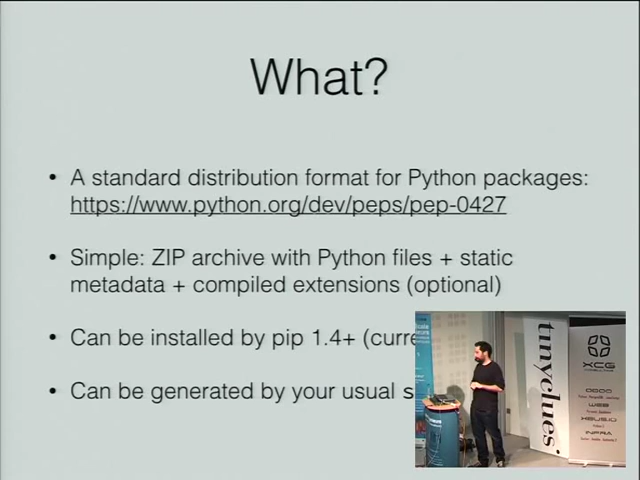 What?
• A standard distribution format for Python packages:
https://www.python.org/dev/peps/pep-0427
• Simple: ZIP archive with Python files + static
metadata + compiled extensions (optional)
• Can be installed by pip 1.4+ (curre
• Can be generated by your usual s
tinyclues
XCG
WEB
INFRA